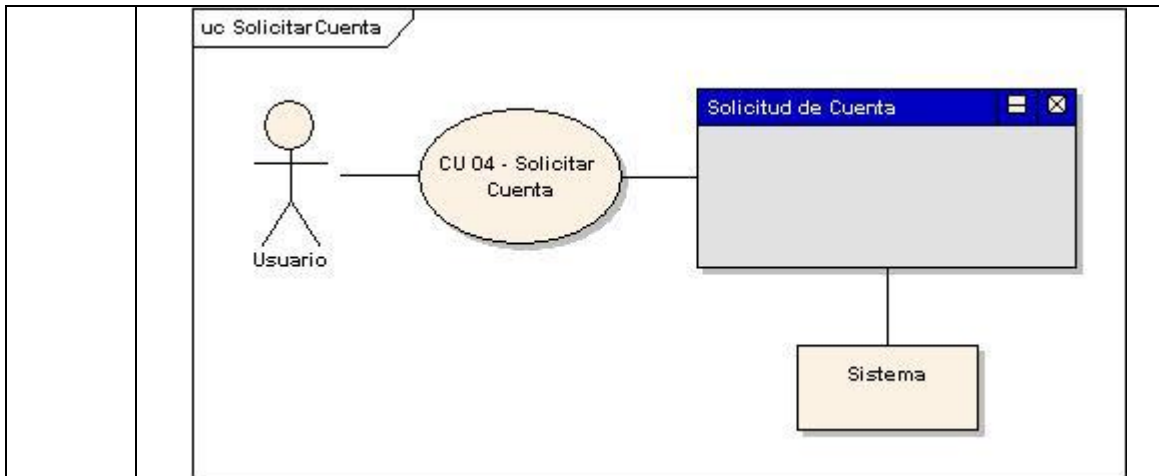 uc SolicitarCuenta
Solicitud de Cuenta
CU 04 - Solicitar
Cuenta
Usuario
Sistema